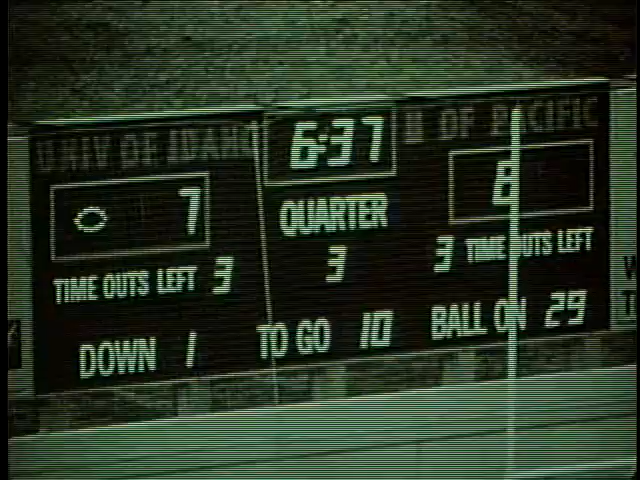 UNIV OF IDAHO 6:37 U OF PACIFIC
7 QUARTER
TIME OUTS LEFT 3 3 3 TIME OUTS LEFT
DOWN 1 TO GO 10 BALL ON 29